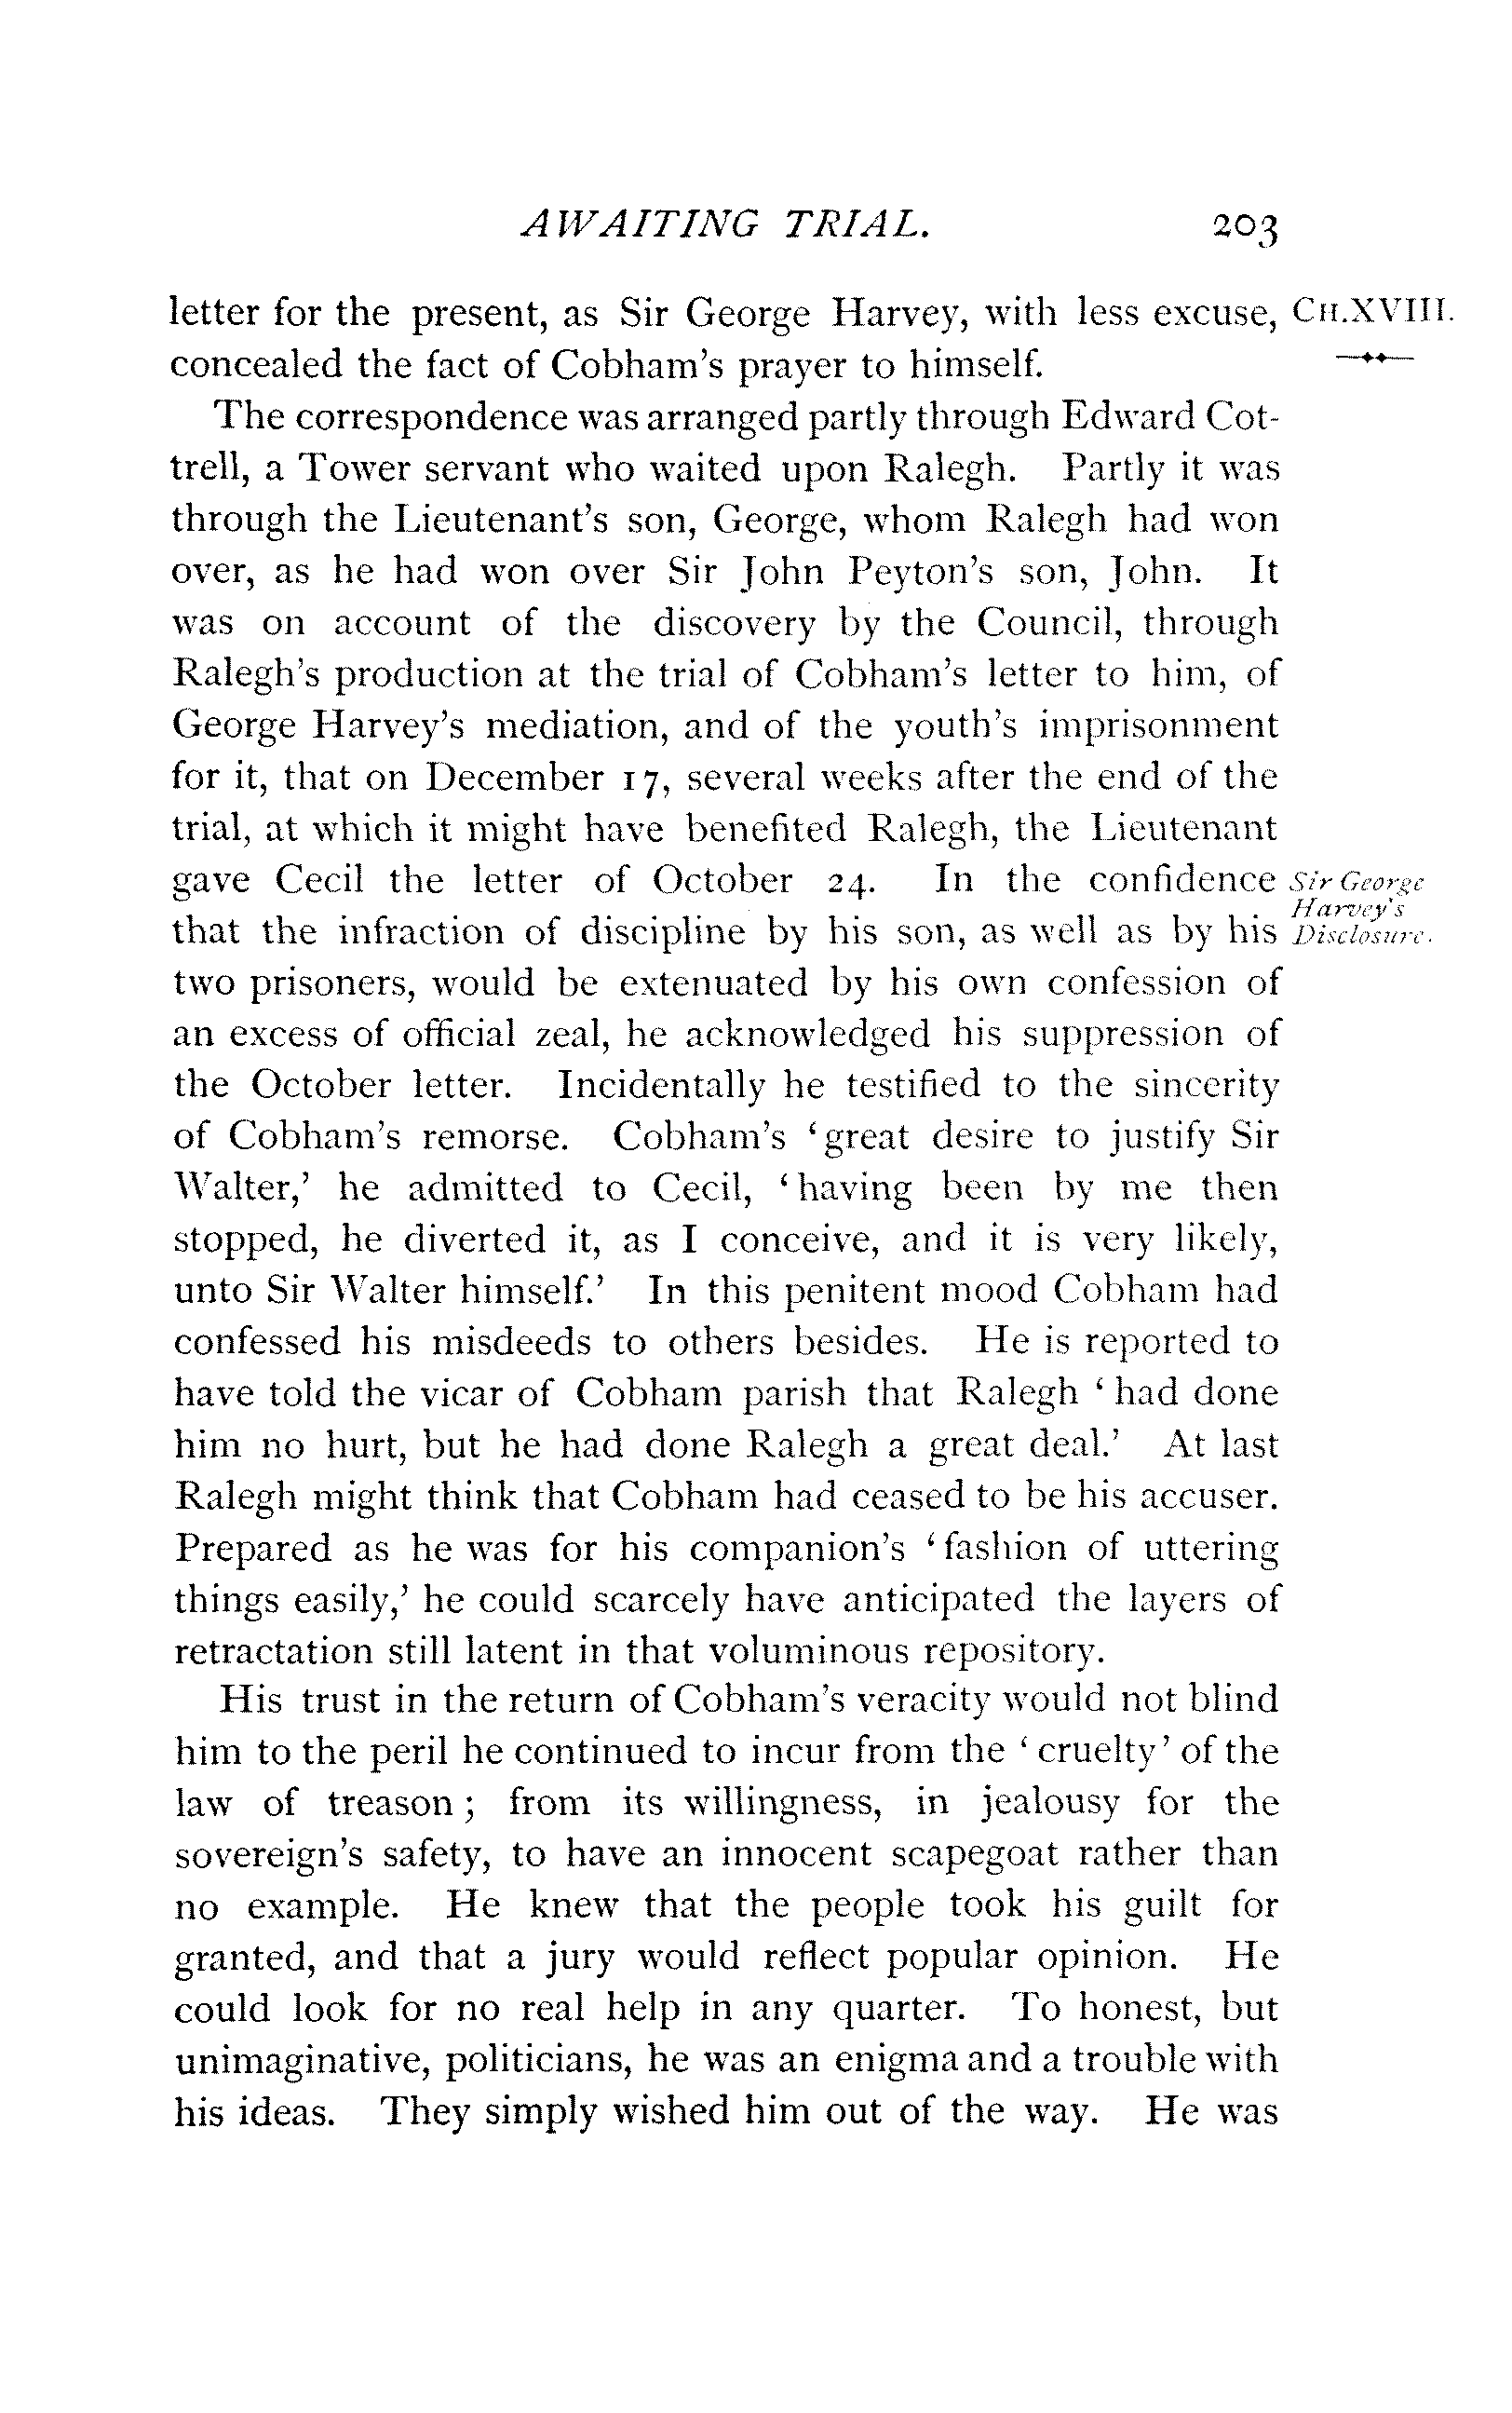 AWAITING TRIAL. 203
letter for the present, as Sir George Harvey, with less excuse, CH.XVIII.
concealed the fact of Cobham's prayer to himself.
The correspondence was arranged partly through Edward Cot-
trell, a Tower servant who waited upon Ralegh. Partly it was
through the Lieutenant's son, George, whom Ralegh had won
over, as he had won over Sir John Peyton's son, John. It
was on account of the discovery by the Council, through
Ralegh's production at the trial of Cobham's letter to him, of
George Harvey's mediation, and of the youth's imprisonment
for it, that on December 17, several weeks after the end of the
trial, at which it might have benefited Ralegh, the Lieutenant
gave Cecil the letter of October 24. In the confidence
Sir George
Harvey's
Disclosure.
that the infraction of discipline by his son, as well as by his
two prisoners, would be extenuated by his own confession of
an excess of official zeal, he acknowledged his suppression of
the October letter. Incidentally he testified to the sincerity
of Cobham's remorse. Cobham's 'great desire to justify Sir
Walter,' he admitted to Cecil, 'having been by me then
stopped, he diverted it, as I conceive, and it is very likely,
unto Sir Walter himself.' In this penitent mood Cobham had
confessed his misdeeds to others besides. He is reported to
have told the vicar of Cobham parish that Ralegh 'had done
him no hurt, but he had done Ralegh a great deal.' At last
Ralegh might think that Cobham had ceased to be his accuser.
Prepared as he was for his companion's 'fashion of uttering
things easily,' he could scarcely have anticipated the layers of
retractation still latent in that voluminous repository.
His trust in the return of Cobham's veracity would not blind
him to the peril he continued to incur from the 'cruelty' of the
law of treason; from its willingness, in jealousy for the
sovereign's safety, to have an innocent scapegoat rather than
no example. He knew that the people took his guilt for
granted, and that a jury would reflect popular opinion. He
could look for no real help in any quarter. To honest, but
unimaginative, politicians, he was an enigma and a trouble with
his ideas. They simply wished him out of the way. He was